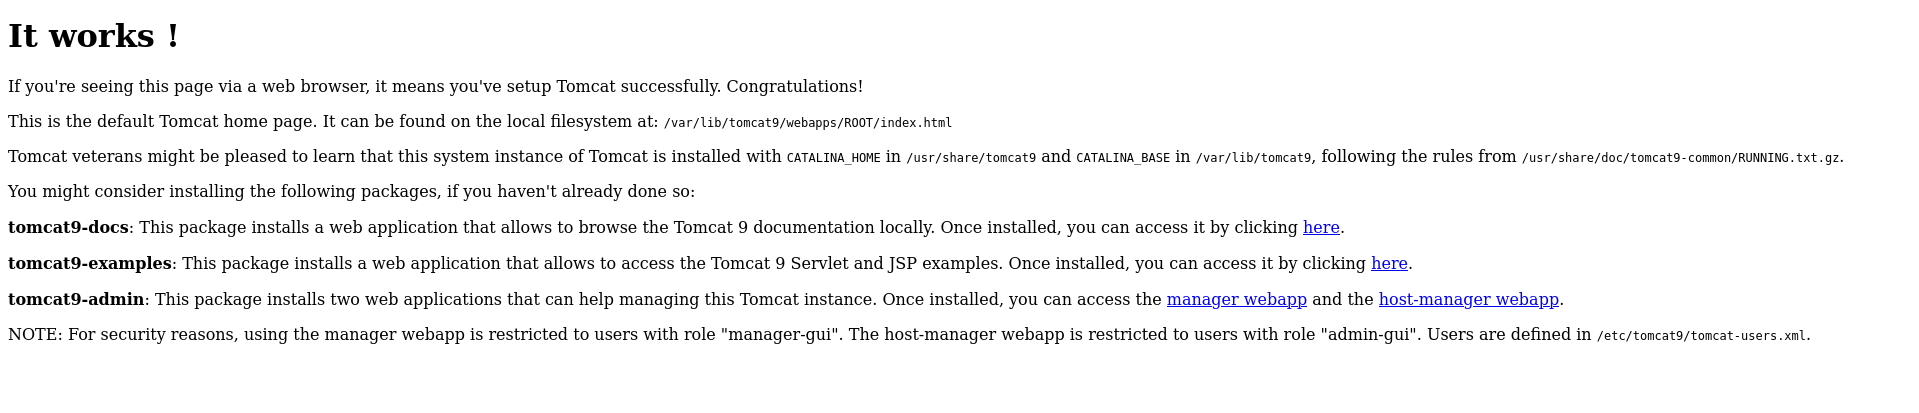 It works !
If you're seeing this page via a web browser, it means you've setup Tomcat successfully. Congratulations!
This is the default Tomcat home page. It can be found on the local filesystem at: /var/lib/tomcat9/webapps/ROOT/index.html
Tomcat veterans might be pleased to learn that this system instance of Tomcat is installed with CATALINA_HOME in /usr/share/tomcat9 and CATALINA_BASE in /var/lib/tomcat9, following the rules from /usr/share/doc/tomcat9-common/RUNNING.txt.gz.
You might consider installing the following packages, if you haven't already done so:
tomcat9-docs: This package installs a web application that allows to browse the Tomcat 9 documentation locally. Once installed, you can access it by clicking here.
tomcat9-examples: This package installs a web application that allows to access the Tomcat 9 Servlet and JSP examples. Once installed, you can access it by clicking here.
tomcat9-admin: This package installs two web applications that can help managing this Tomcat instance. Once installed, you can access the manager webapp and the host-manager webapp.
NOTE: For security reasons, using the manager webapp is restricted to users with role "manager-gui". The host-manager webapp is restricted to users with role "admin-gui". Users are defined in /etc/tomcat9/tomcat-users.xml.